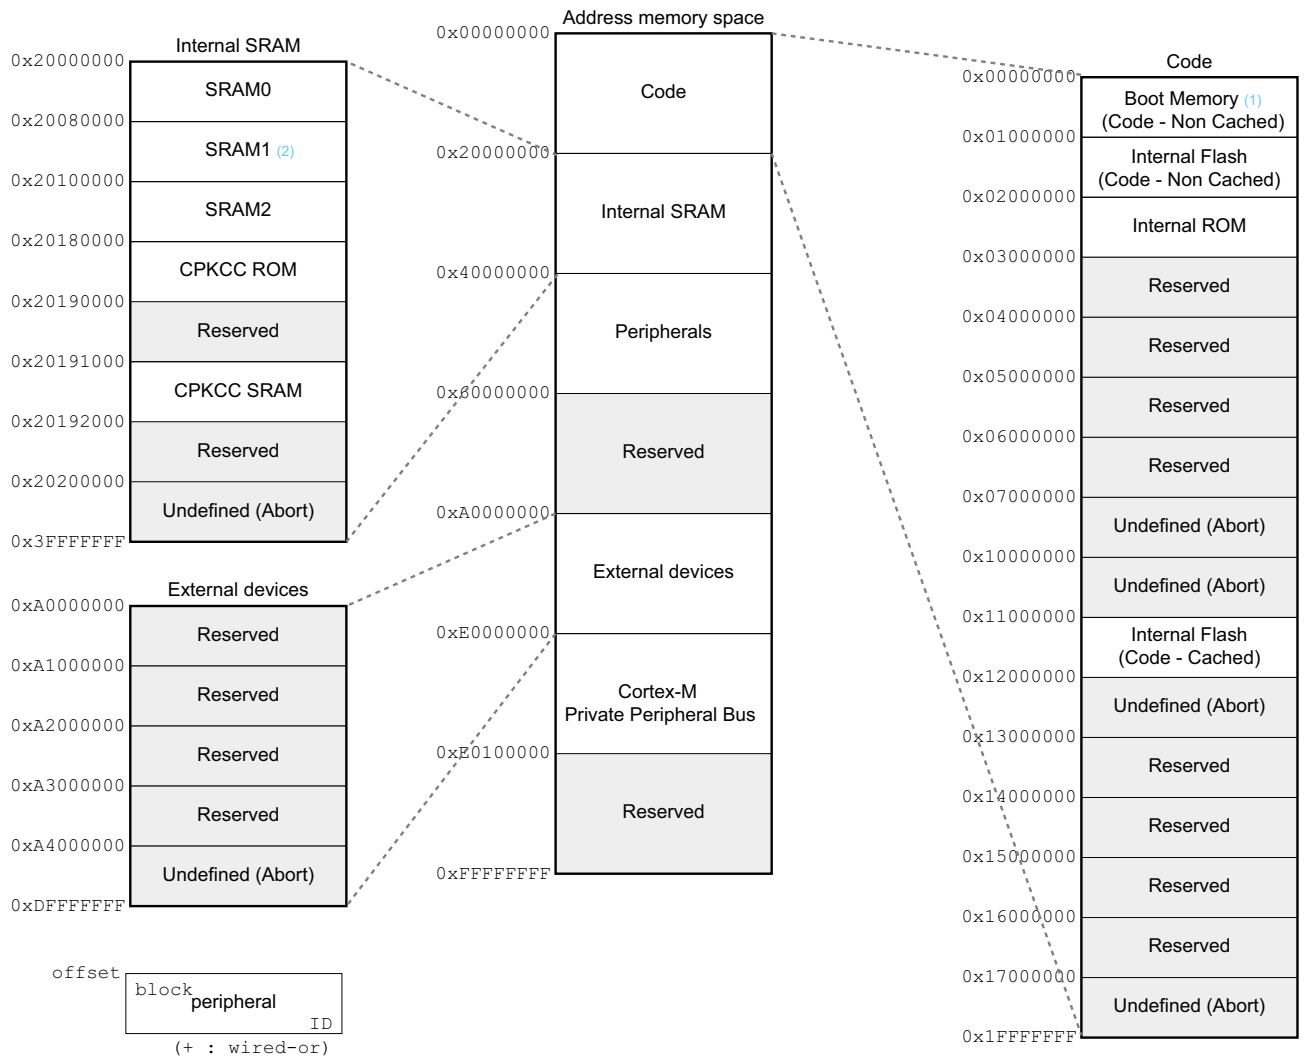 Internal SRAM
0x20000000
SRAM0
0x20080000
SRAM1 (2)
0x20100000
SRAM2
0x20180000
CPKCC ROM
0x20190000
Reserved
0x20191000
CPKCC SRAM
0x20192000
Reserved
0x20200000
Undefined (Abort)
0x3FFFFFFF
External devices
0xA0000000
Reserved
0xA1000000
Reserved
0xA2000000
Reserved
0xA3000000
Reserved
0xA4000000
Undefined (Abort)
0xDFFFFFFF
offset
block
peripheral
ID
(+ : wired-or)
Address memory space
0x00000000
Code
0x20000000
Internal SRAM
0x40000000
Peripherals
0x60000000
Reserved
0xA0000000
External devices
0xE0000000
Cortex-M
Private Peripheral Bus
0xE0100000
Reserved
0xFFFFFFFF
Code
0x00000000
Boot Memory (1)
(Code - Non Cached)
0x01000000
Internal Flash
(Code - Non Cached)
0x02000000
Internal ROM
0x03000000
Reserved
0x04000000
Reserved
0x05000000
Reserved
0x06000000
Reserved
0x07000000
Undefined (Abort)
0x10000000
Undefined (Abort)
0x11000000
Internal Flash
(Code - Cached)
0x12000000
Undefined (Abort)
0x13000000
Reserved
0x14000000
Reserved
0x15000000
Reserved
0x16000000
Reserved
0x17000000
Undefined (Abort)
0x1FFFFFFF